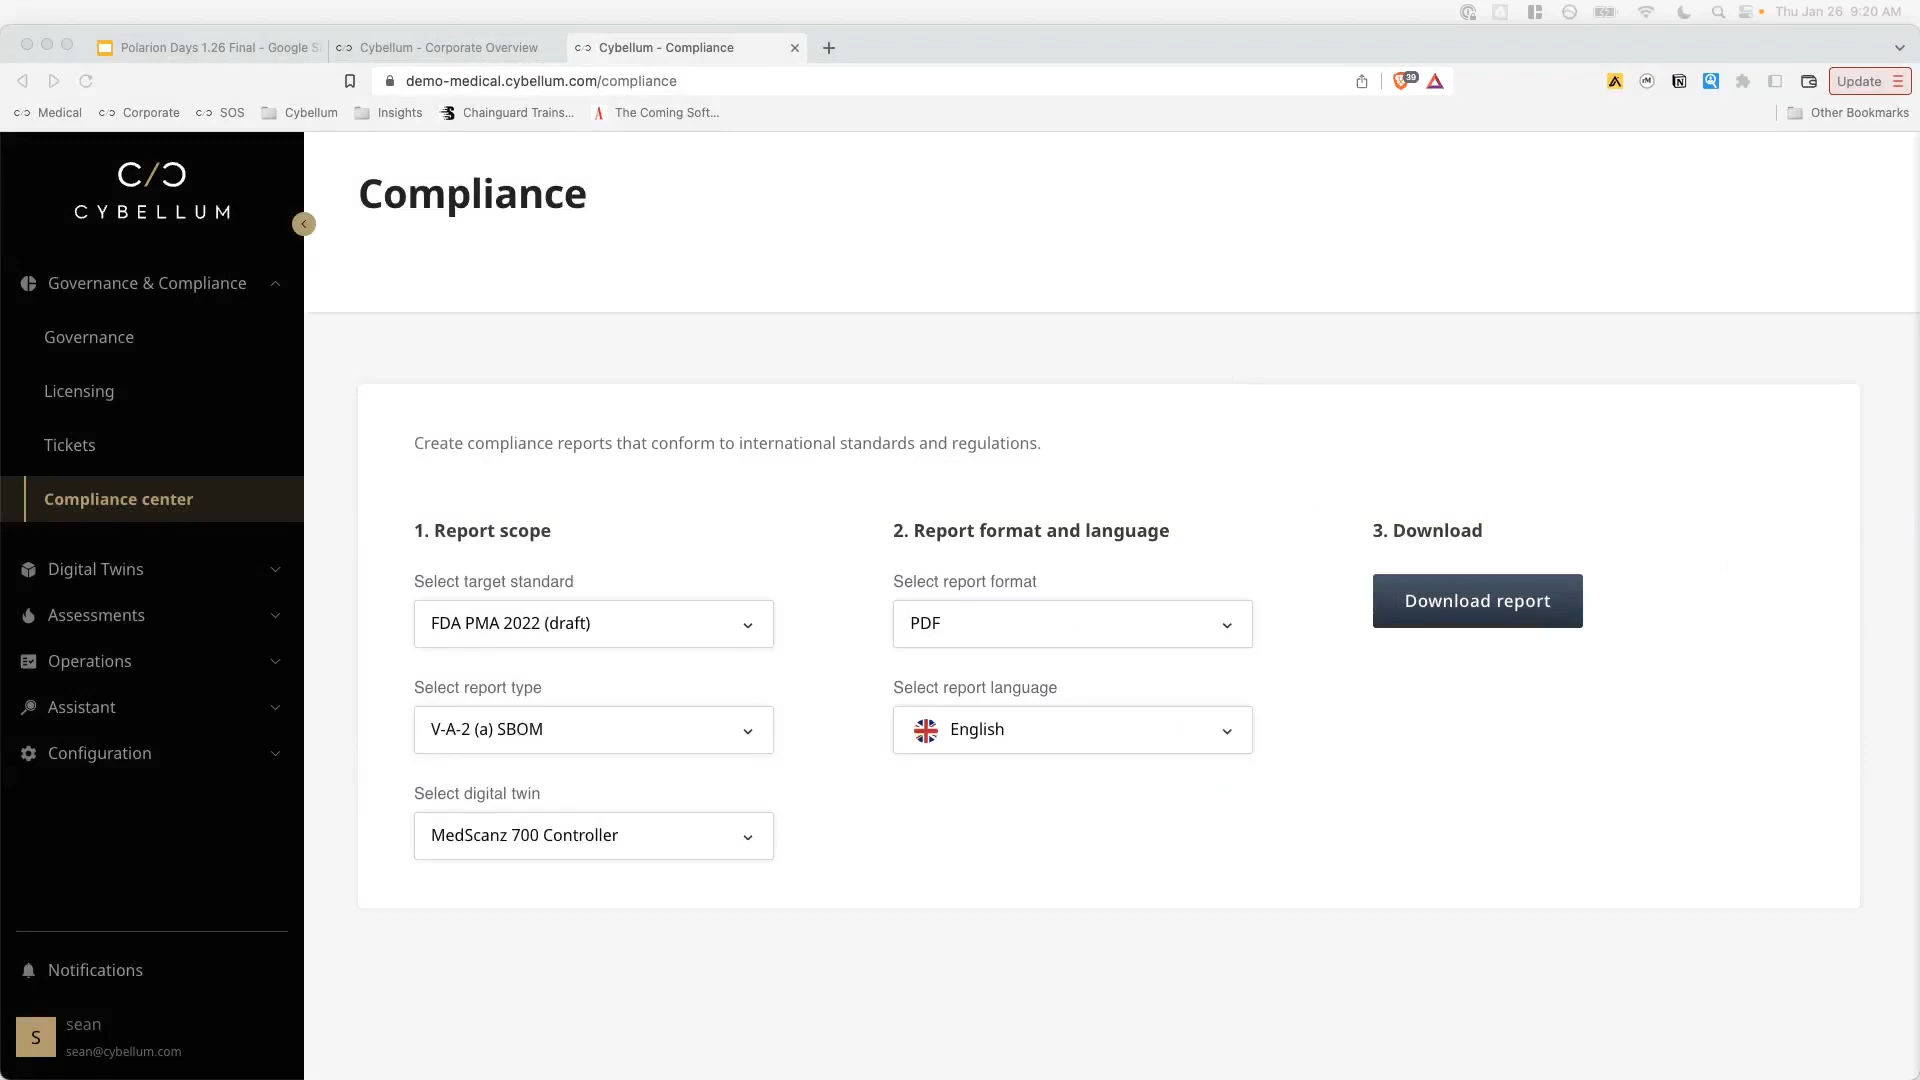 Thu Jan 26 9:20 AM
Polarion Days 1.26 Final - Google S
Cybellum - Corporate Overview
Cybellum - Compliance
demo-medical.cybellum.com/compliance
39
Update
Medical
Corporate
SOS
Cybellum
Insights
Chainguard Trains...
The Coming Soft...
Other Bookmarks
CYBELLUM
Governance & Compliance
Governance
Licensing
Tickets
Compliance center
Digital Twins
Assessments
Operations
Assistant
Configuration
Notifications
S
sean
sean@cybellum.com
Compliance
Create compliance reports that conform to international standards and regulations.
1. Report scope
Select target standard
FDA PMA 2022 (draft)
Select report type
V-A-2 (a) SBOM
Select digital twin
MedScanz 700 Controller
2. Report format and language
Select report format
PDF
Select report language
English
3. Download
Download report